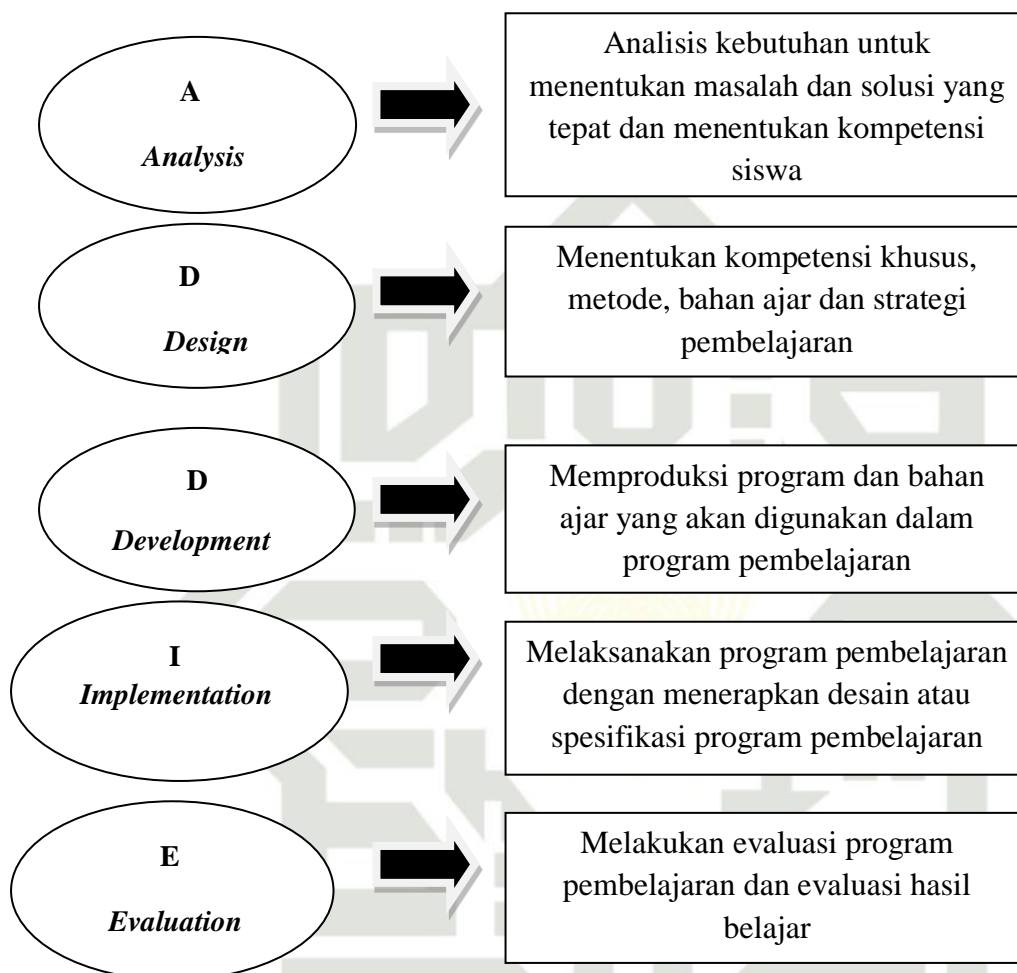 A
Analysis
Analisis kebutuhan untuk
menentukan masalah dan solusi yang
tepat dan menentukan kompetensi
siswa
D
Design
Menentukan kompetensi khusus,
metode, bahan ajar dan strategi
pembelajaran
D
Development
Memproduksi program dan bahan
ajar yang akan digunakan dalam
program pembelajaran
I
Implementation
Melaksanakan program pembelajaran
dengan menerapkan desain atau
spesifikasi program pembelajaran
E
Evaluation
Melakukan evaluasi program
pembelajaran dan evaluasi hasil
belajar